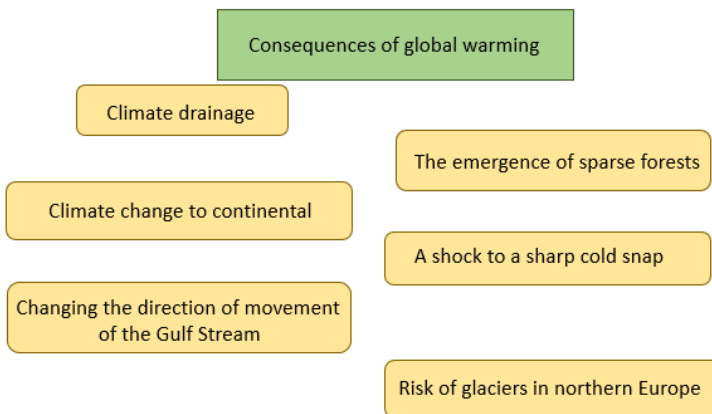 Consequences of global warming
Climate drainage
The emergence of sparse forests
Climate change to continental
A shock to a sharp cold snap
Changing the direction of movement
of the Gulf Stream
Risk of glaciers in northern Europe